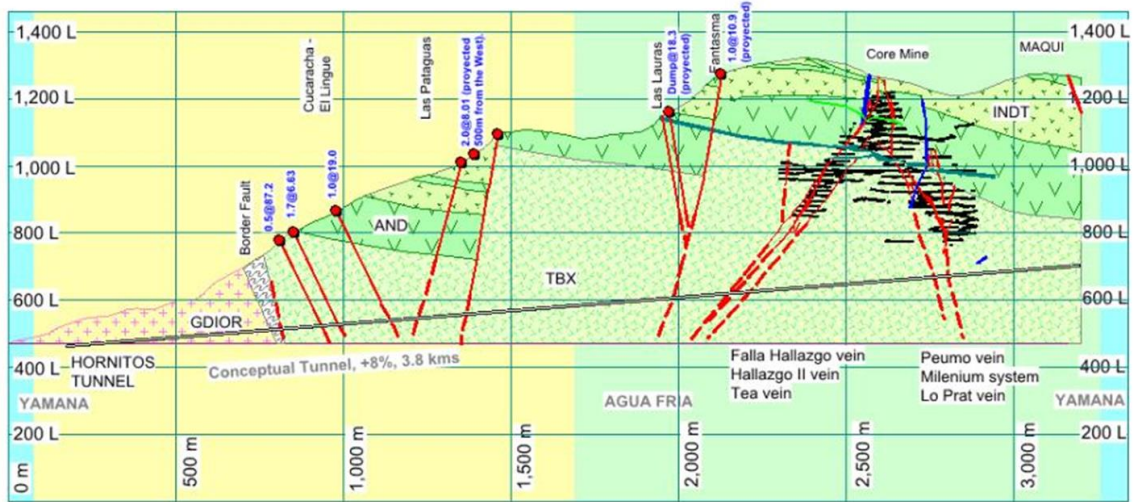 1,400 L
1,200 L
1,000 L
800 L
600 L
400 L
200 L
1,400 L
1,200 L
1,000 L
800 L
600 L
400 L
200 L
Border Fault
0.5@87.2
1.7@6.63
Cucaracha -
El Lingue
1.0@19.0
Las Pataguas
2.0@8.01 (proyected
500m from the West).
Las Lauras
Dump@18.3
(proyected)
Fantasma
1.0@10.9
(proyected)
Core Mine
MAQUI
INDT
AND
TBX
GDIOR
HORNITOS
TUNNEL
Conceptual Tunnel, +8%, 3.8 kms
Falla Hallazgo vein
Hallazgo II vein
Tea vein
Peumo vein
Milenium system
Lo Prat vein
YAMANA
AGUA FRIA
YAMANA
0 m
500 m
1,000 m
1,500 m
2,000 m
2,500 m
3,000 m